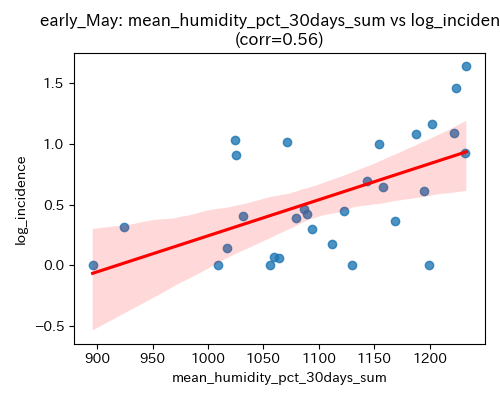 early_May: mean_humidity_pct_30days_sum vs log_inciden
(corr=0.56)
1.5
1.0
0.5
0.0
−0.5
log_incidence
900 950 1000 1050 1100 1150 1200
mean_humidity_pct_30days_sum